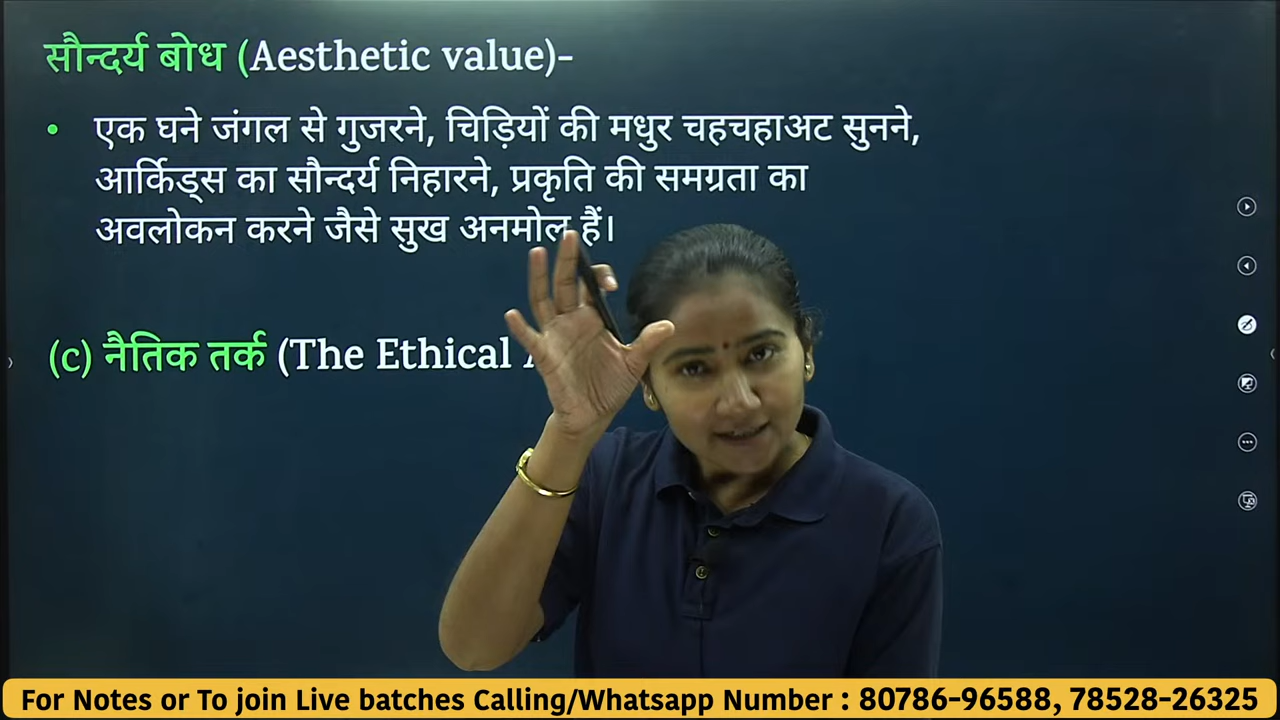 सौन्दर्य बोध (Aesthetic value)-
• एक घने जंगल से गुजरने, चिड़ियों की मधुर चहचहाअट सुनने,
आर्किड्स का सौन्दर्य निहारने, प्रकृति की समग्रता का
अवलोकन करने जैसे सुख अनमोल हैं।
(c) नैतिक तर्क (The Ethical
For Notes or To join Live batches Calling/Whatsapp Number : 80786-96588, 78528-26325